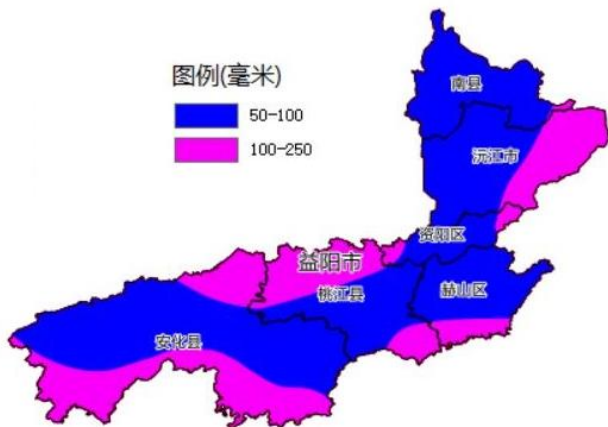 图例(毫米)
50-100
100-250
南县
沅江市
资阳区
益阳市
桃江县
赫山区
安化县